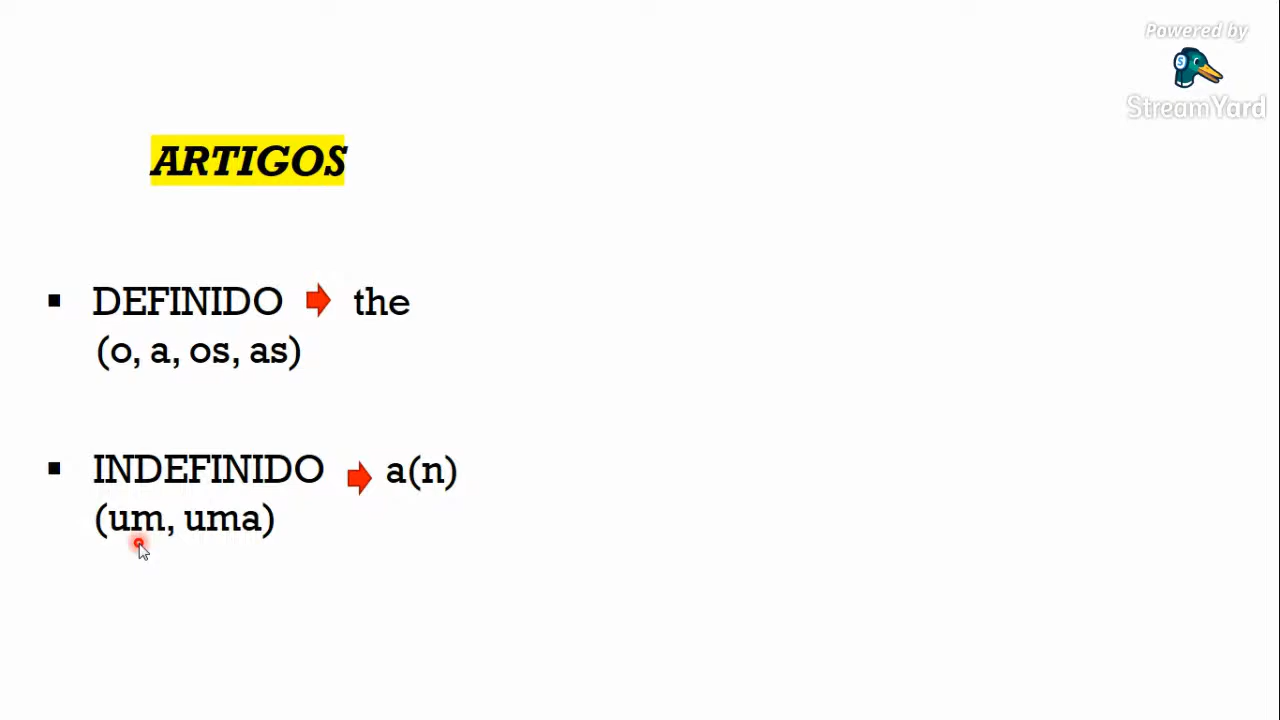 Powered by
StreamYard
ARTIGOS
▪ DEFINIDO the
(o, a, os, as)
▪ INDEFINIDO a(n)
(um, uma)